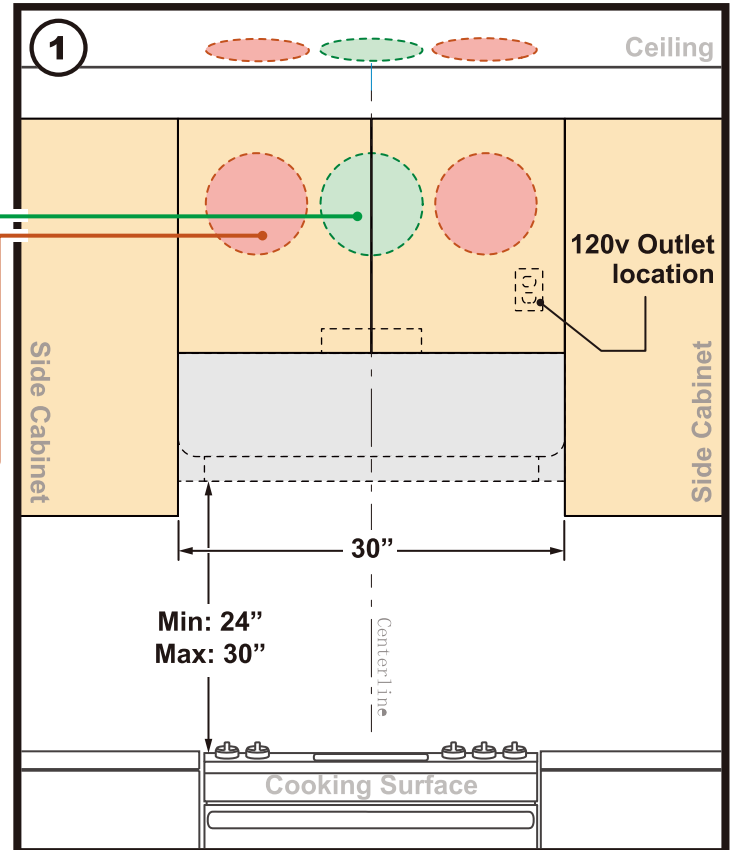 1
Ceiling
120v Outlet
location
Side Cabinet
Side Cabinet
30”
Min: 24”
Max: 30”
Centerline
Cooking Surface